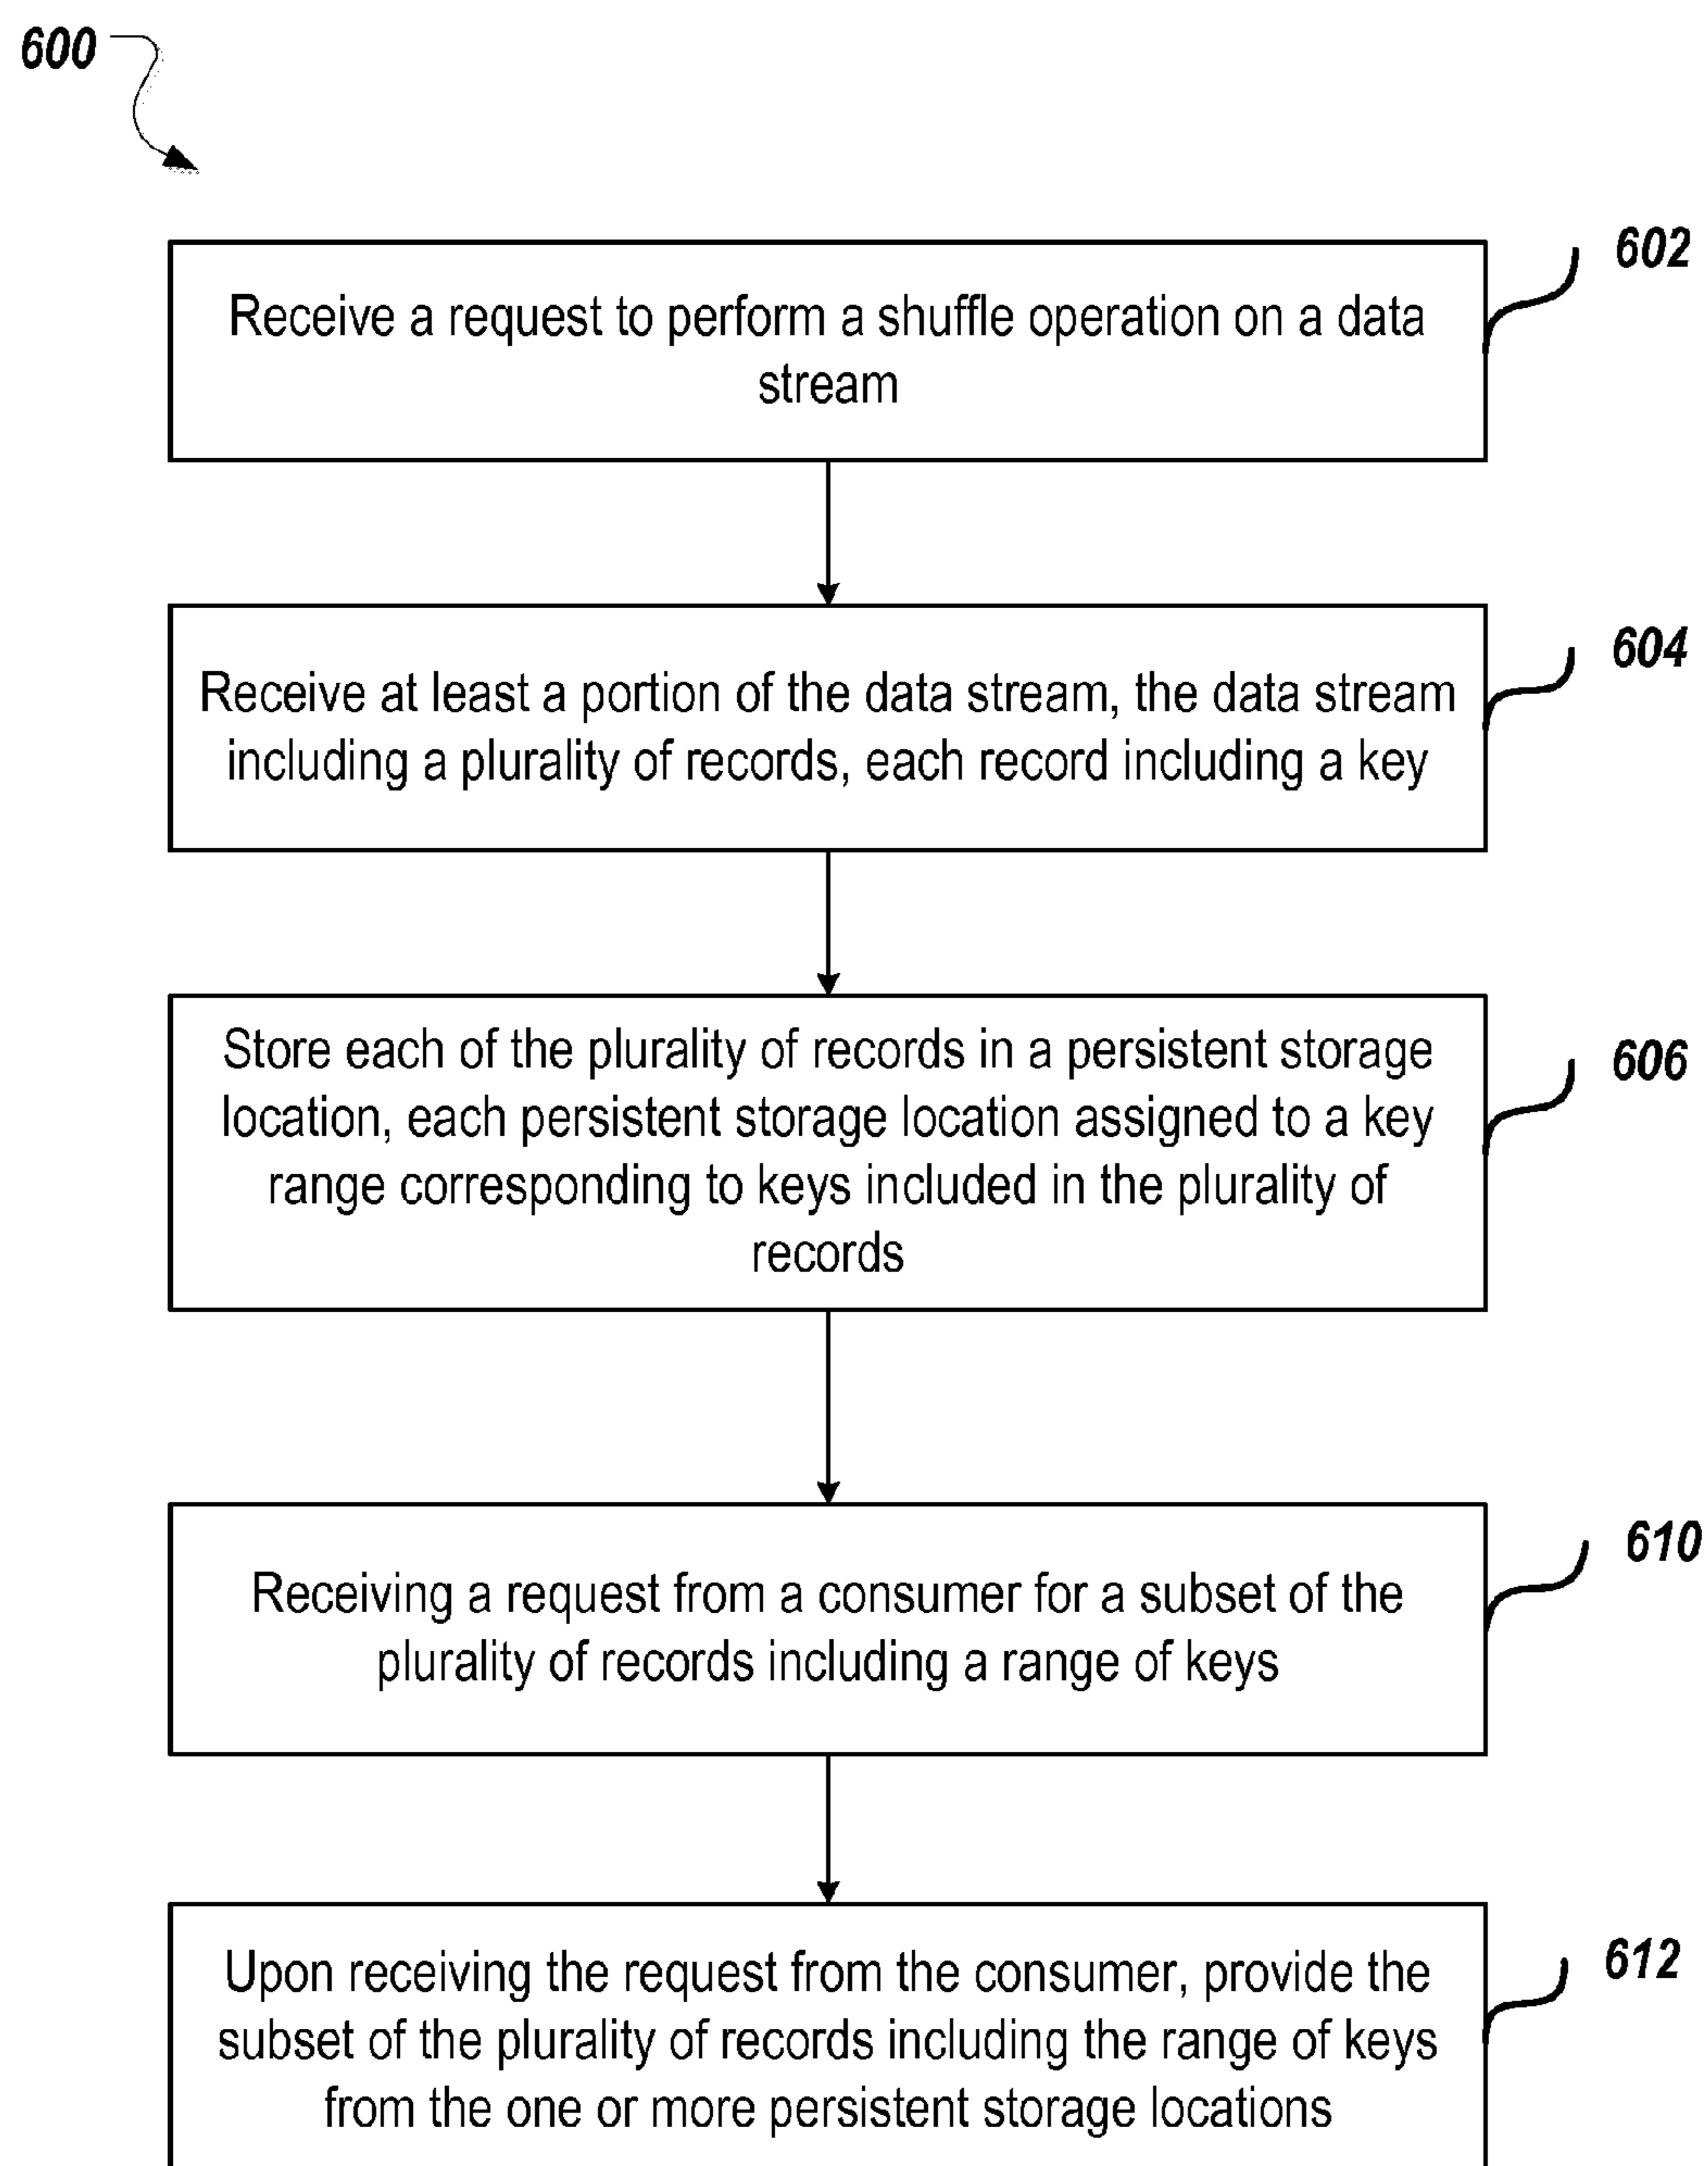 600
602
Receive a request to perform a shuffle operation on a data
stream
604
Receive at least a portion of the data stream, the data stream
including a plurality of records, each record including a key
606
Store each of the plurality of records in a persistent storage
location, each persistent storage location assigned to a key
range corresponding to keys included in the plurality of
records
610
Receiving a request from a consumer for a subset of the
plurality of records including a range of keys
612
Upon receiving the request from the consumer, provide the
subset of the plurality of records including the range of keys
from the one or more persistent storage locations